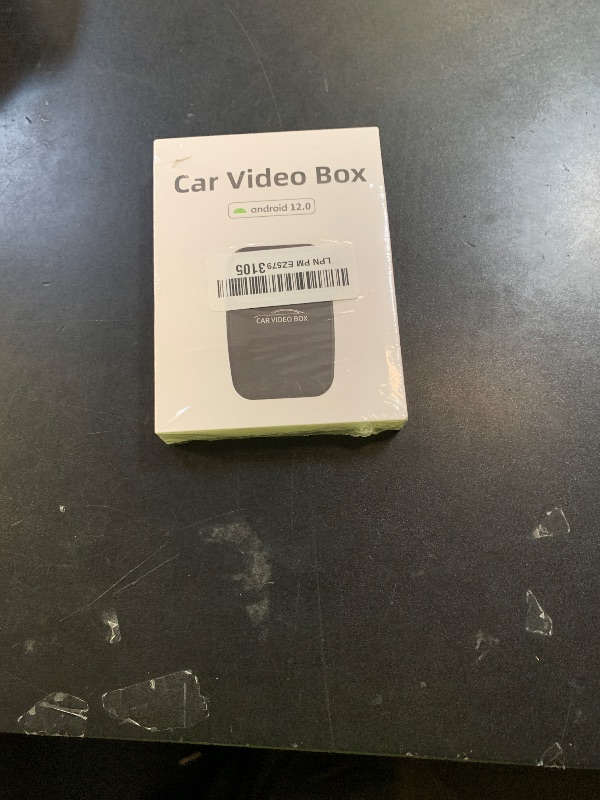 Car Video Box
android 12.0
LPN PM EZ5793105
CAR VIDEO BOX